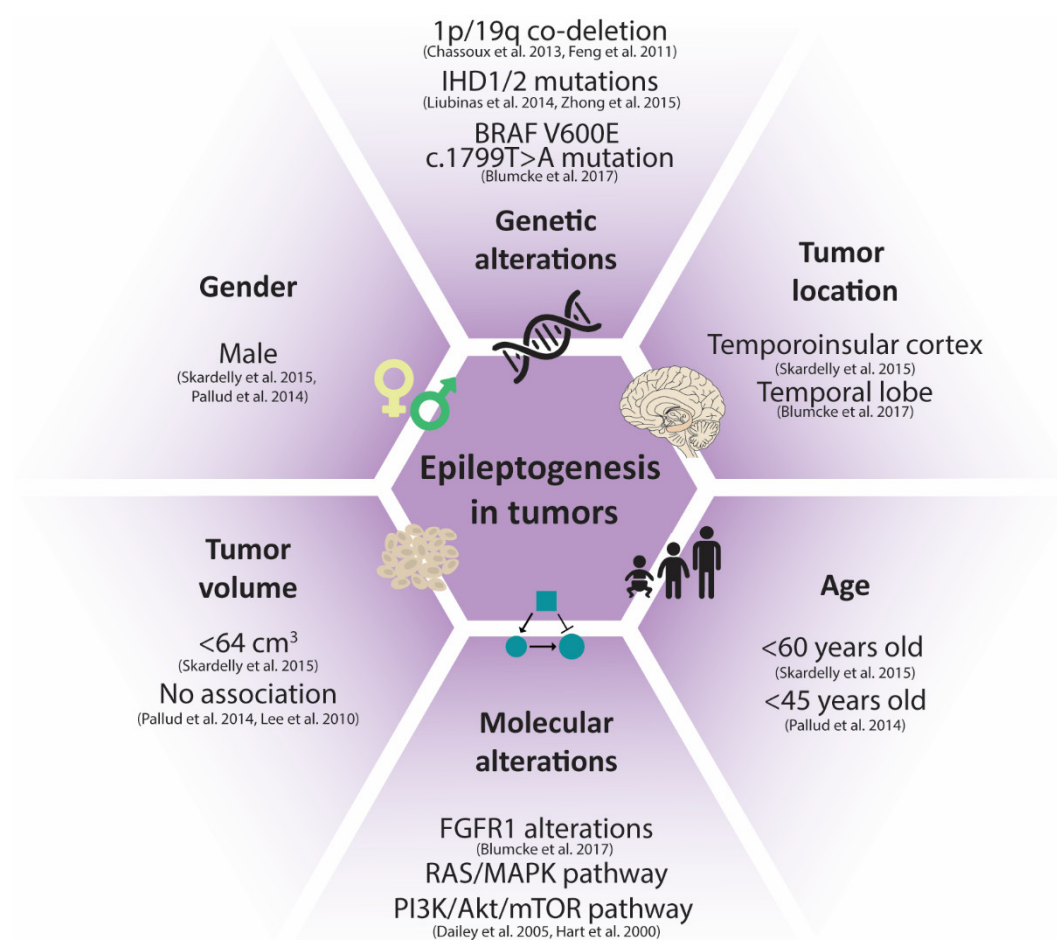 1p/19q co-deletion
(Chassoux et al. 2013, Feng et al. 2011)
IHD1/2 mutations
(Liubinas et al. 2014, Zhong et al. 2015)
BRAF V600E
c.1799T>A mutation
(Blumcke et al. 2017)
Genetic
alterations
Gender
Male
(Skardelly et al. 2015,
Pallud et al. 2014)
Tumor
location
Temporoinsular cortex
(Skardelly et al. 2015)
Temporal lobe
(Blumcke et al. 2017)
Epileptogenesis
in tumors
Tumor
volume
<64 cm³
(Skardelly et al. 2015)
No association
(Pallud et al. 2014, Lee et al. 2010)
Age
<60 years old
(Skardelly et al. 2015)
<45 years old
(Pallud et al. 2014)
Molecular
alterations
FGFR1 alterations
(Blumcke et al. 2017)
RAS/MAPK pathway
PI3K/Akt/mTOR pathway
(Dailey et al. 2005, Hart et al. 2000)